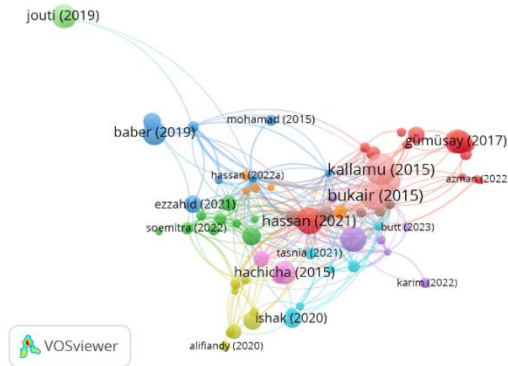 jouti (2019)
mohamad (2015)
baber (2019)
gümüsay (2017)
kallamu (2015)
hassan (2022a)
azman (2022
bukair (2015)
ezzahid (2021)
hassan (2021)
soemitra (2022)
butt (2023)
tasnia (2021)
hachicha (2015)
karim (2022)
ishak (2020)
alifiandy (2020)
VOSviewer